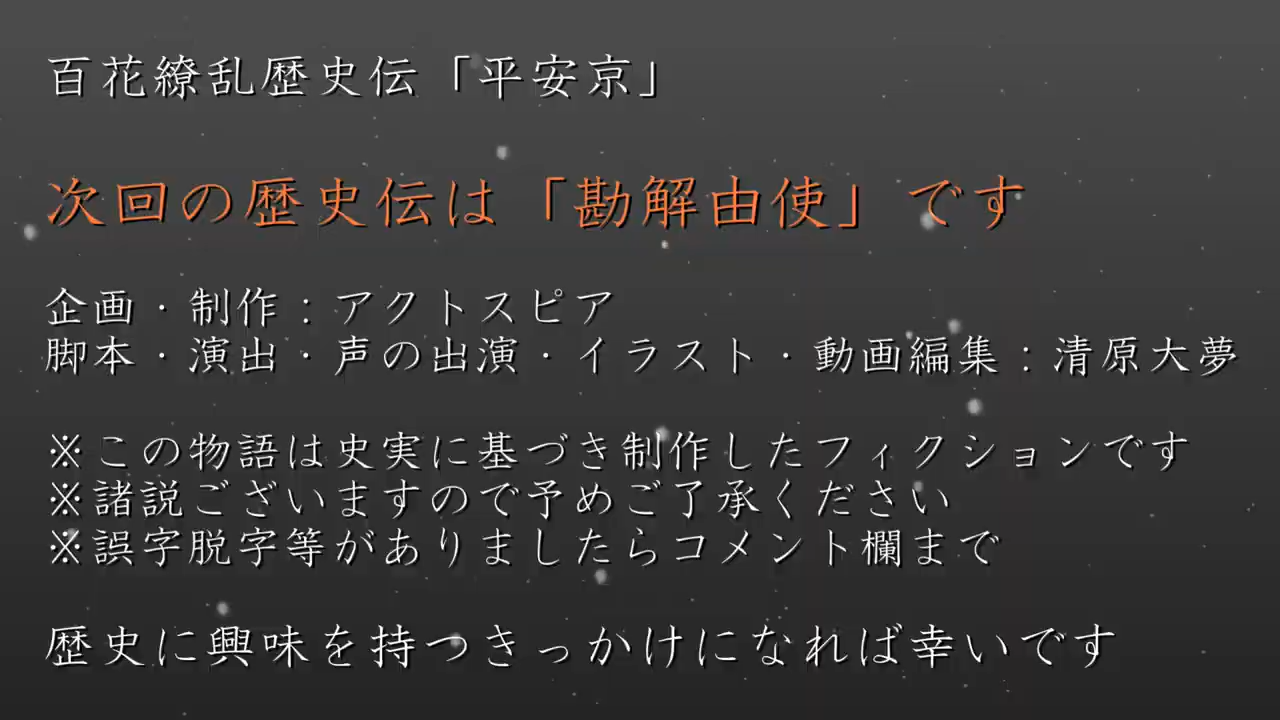 百花繚乱歴史伝「平安京」
次回の歴史伝は「勘解由使」です
企画・制作：アクトスピア
脚本・演出・声の出演・イラスト・動画編集：清原大夢
※この物語は史実に基づき制作したフィクションです
※諸説ございますので予めご了承ください
※誤字脱字等がありましたらコメント欄まで
歴史に興味を持つきっかけになれば幸いです